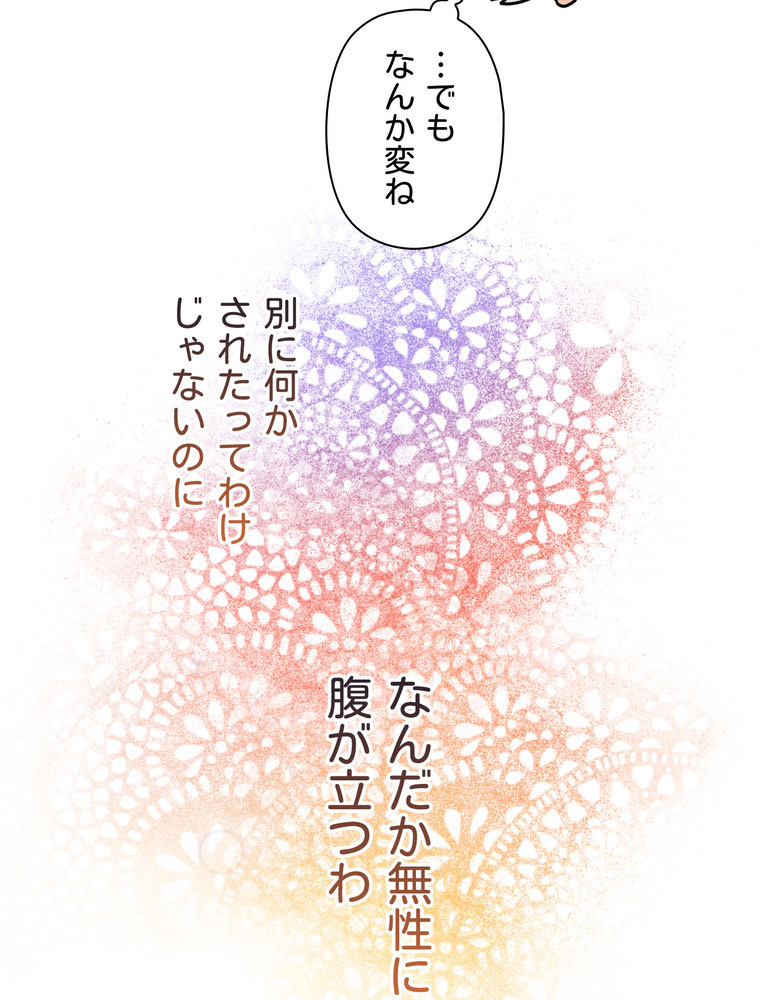 …でも
なんか変ね
別に何か
されたってわけ
じゃないのに
なんだか無性に
腹が立つわ